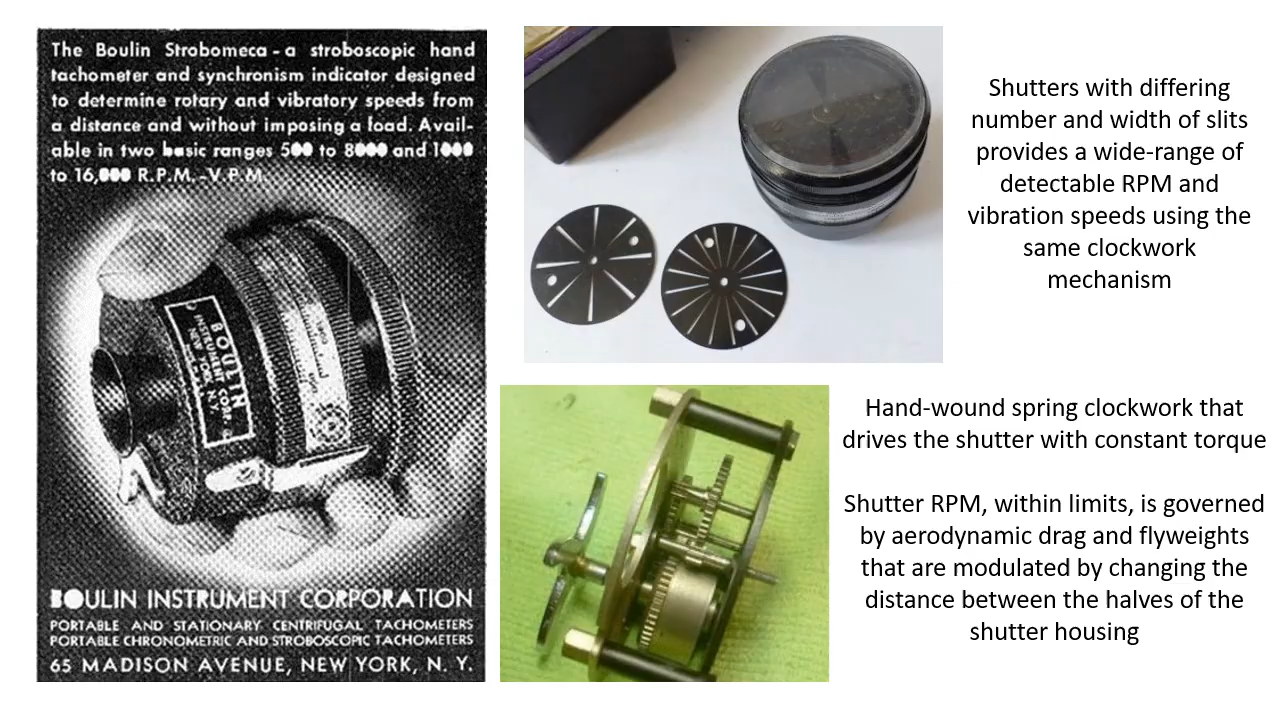 The Boulin Strobomeca - a stroboscopic hand
tachometer and synchronism indicator designed
to determine rotary and vibratory speeds from
a distance and without imposing a load. Avail-
able in two basic ranges 500 to 8000 and 1000
to 16,000 R.P.M. - V.P.M.
BOULIN
INSTRUMENT CORP.
NEW YORK, N.Y.
BOULIN INSTRUMENT CORPORATION
PORTABLE AND STATIONARY CENTRIFUGAL TACHOMETERS
PORTABLE CHRONOMETRIC AND STROBOSCOPIC TACHOMETERS
65 MADISON AVENUE, NEW YORK, N. Y.
Shutters with differing
number and width of slits
provides a wide-range of
detectable RPM and
vibration speeds using the
same clockwork
mechanism
Hand-wound spring clockwork that
drives the shutter with constant torque
Shutter RPM, within limits, is governed
by aerodynamic drag and flyweights
that are modulated by changing the
distance between the halves of the
shutter housing